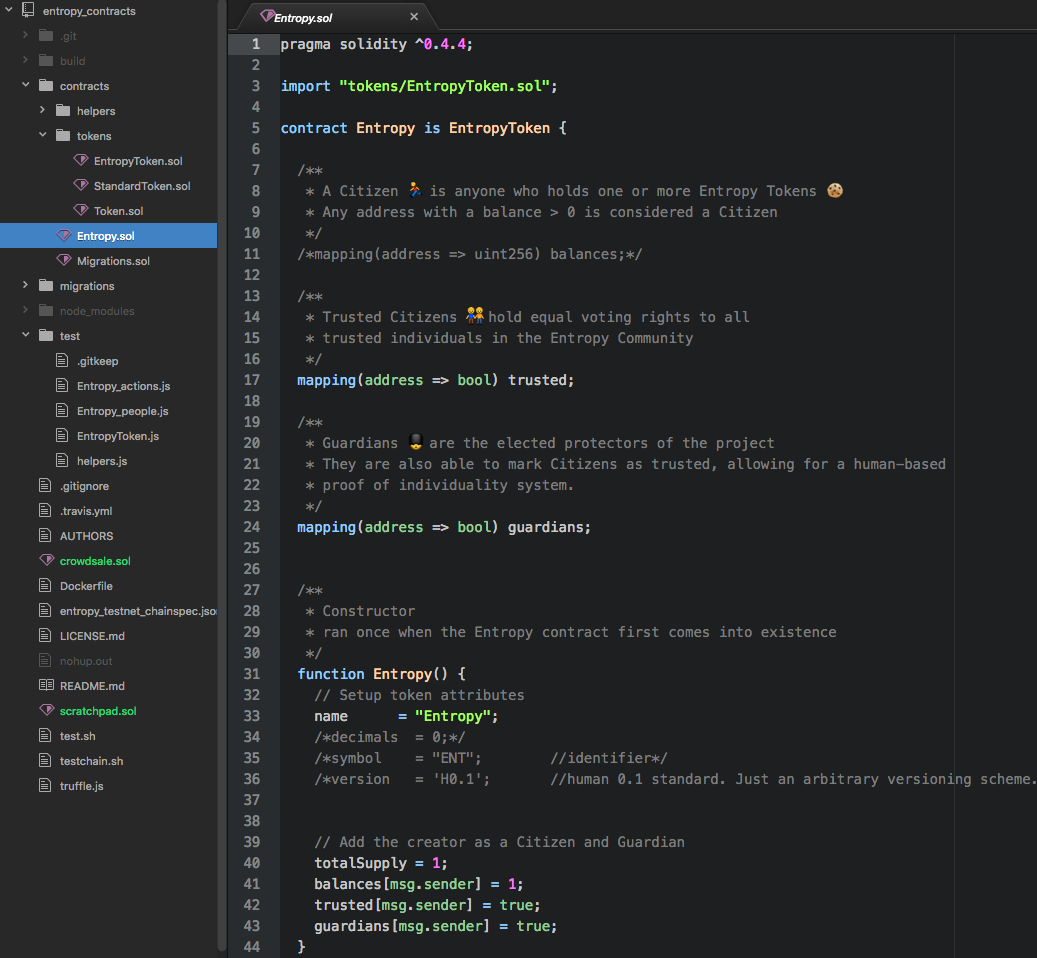 entropy_contracts
.git
build
contracts
helpers
tokens
EntropyToken.sol
StandardToken.sol
Token.sol
Entropy.sol
Migrations.sol
migrations
node_modules
test
.gitkeep
Entropy_actions.js
Entropy_people.js
EntropyToken.js
helpers.js
.gitignore
.travis.yml
AUTHORS
crowdsale.sol
Dockerfile
entropy_testnet_chainspec.jso
LICENSE.md
nohup.out
README.md
scratchpad.sol
test.sh
testchain.sh
truffle.js
Entropy.sol ×
1 pragma solidity ^0.4.4;
2
3 import "tokens/EntropyToken.sol";
4
5 contract Entropy is EntropyToken {
6
7 /**
8 * A Citizen 🏃 is anyone who holds one or more Entropy Tokens 🍪
9 * Any address with a balance > 0 is considered a Citizen
10 */
11 /*mapping(address => uint256) balances;*/
12
13 /**
14 * Trusted Citizens 👬 hold equal voting rights to all
15 * trusted individuals in the Entropy Community
16 */
17 mapping(address => bool) trusted;
18
19 /**
20 * Guardians 💂 are the elected protectors of the project
21 * They are also able to mark Citizens as trusted, allowing for a human-based
22 * proof of individuality system.
23 */
24 mapping(address => bool) guardians;
25
26
27 /**
28 * Constructor
29 * ran once when the Entropy contract first comes into existence
30 */
31 function Entropy() {
32 // Setup token attributes
33 name = "Entropy";
34 /*decimals = 0;*/
35 /*symbol = "ENT"; //identifier*/
36 /*version = 'H0.1'; //human 0.1 standard. Just an arbitrary versioning scheme.
37
38
39 // Add the creator as a Citizen and Guardian
40 totalSupply = 1;
41 balances[msg.sender] = 1;
42 trusted[msg.sender] = true;
43 guardians[msg.sender] = true;
44 }